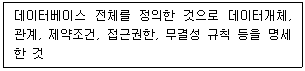 데이터베이스 전체를 정의한 것으로 데이터개체,
관계, 제약조건, 접근권한, 무결성 규칙 등을 명세
한 것